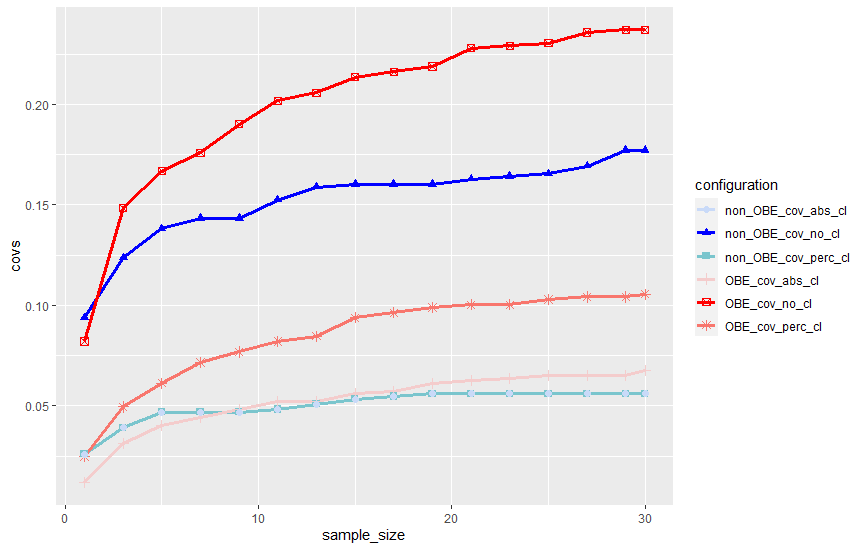 covs
0.20
0.15
0.10
0.05
0
10
20
30
sample_size
configuration
non_OBE_cov_abs_cl
non_OBE_cov_no_cl
non_OBE_cov_perc_cl
OBE_cov_abs_cl
OBE_cov_no_cl
OBE_cov_perc_cl